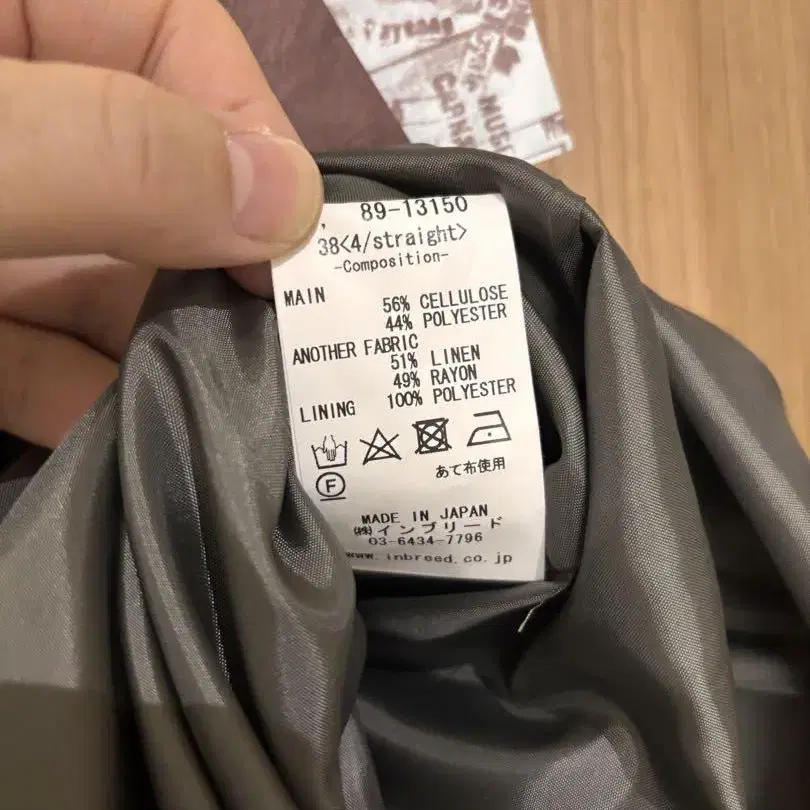 MUSE
CAPNS
89-13150
38<4/straight>
-Composition-
MAIN 56% CELLULOSE
44% POLYESTER
ANOTHER FABRIC
51% LINEN
49% RAYON
LINING 100% POLYESTER
あて布使用
F
MADE IN JAPAN
㈱インブリード
03-6434-7796
www.inbreed.co.jp